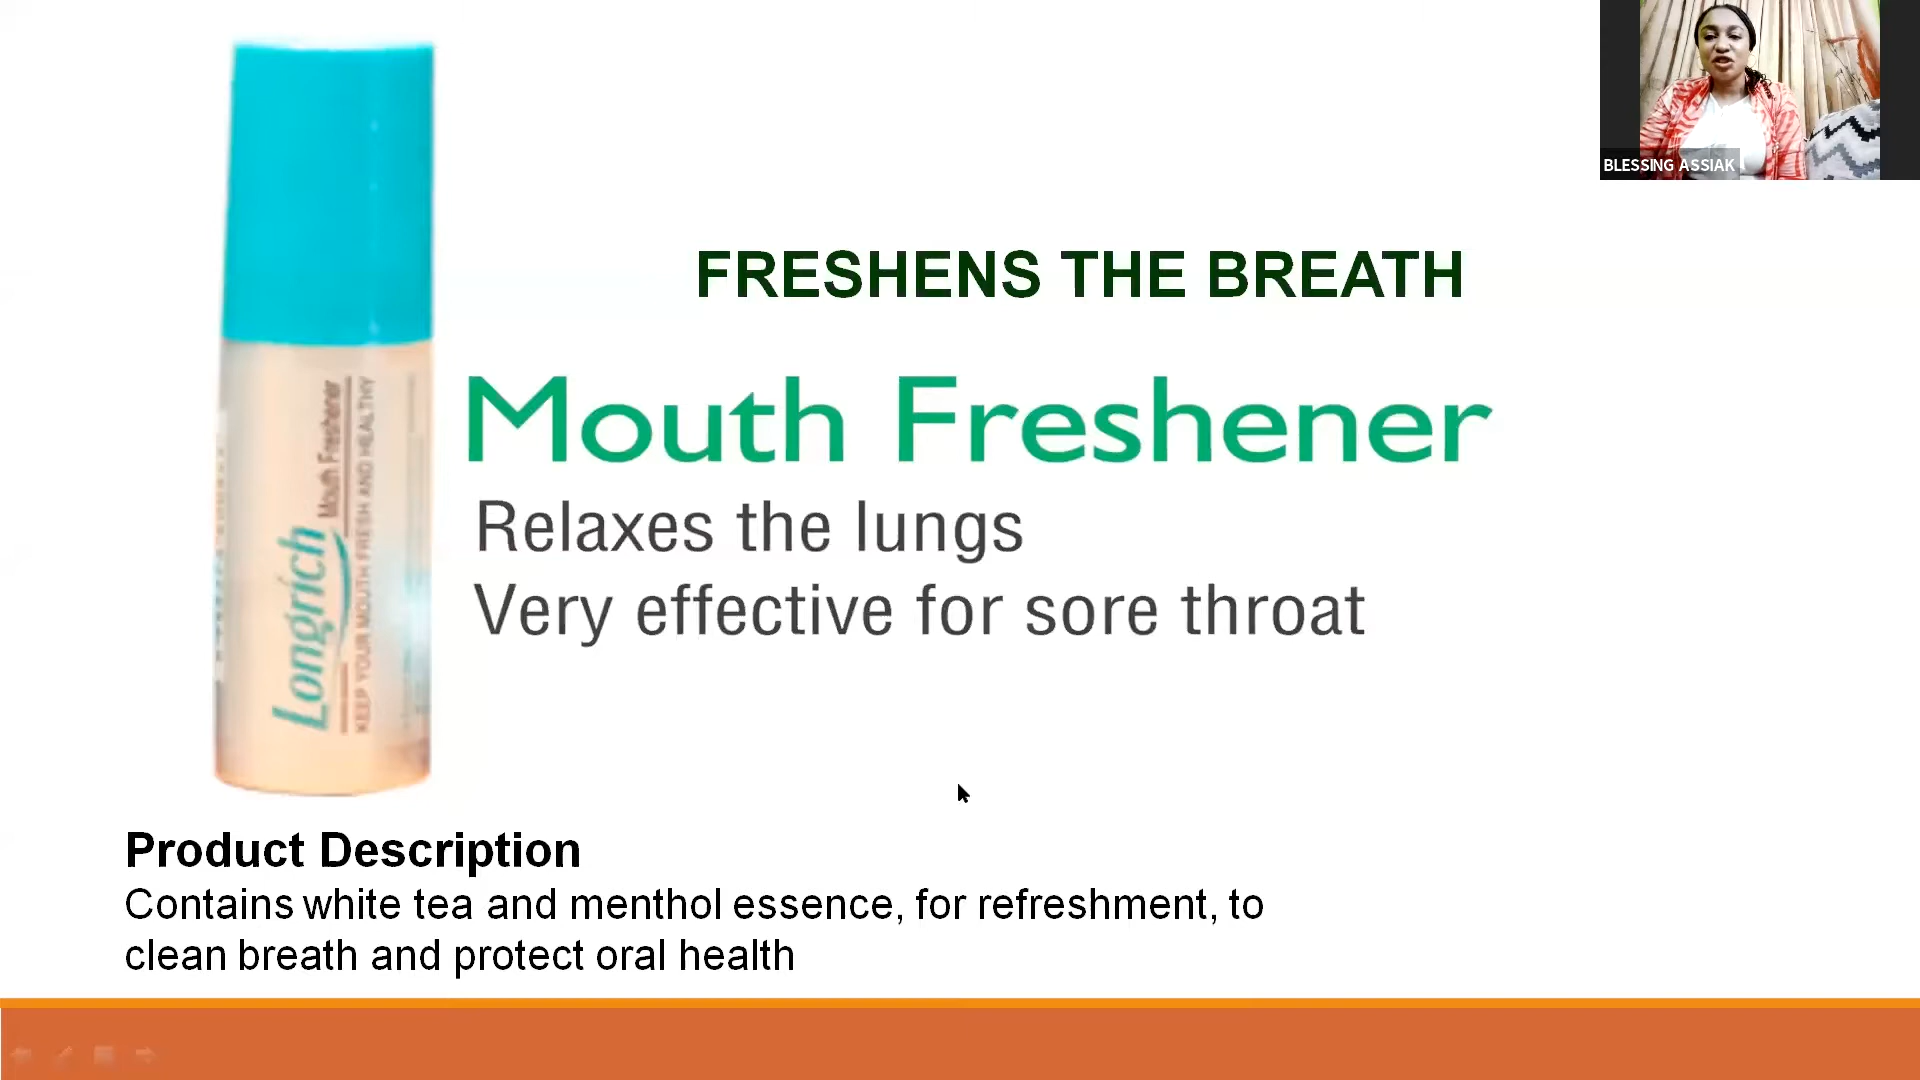 BLESSING ASSIAK
FRESHENS THE BREATH
Mouth Freshener
Relaxes the lungs
Very effective for sore throat
Longrich
Mouth Freshener
KEEP YOUR MOUTH FRESH AND HEALTHY
Product Description
Contains white tea and menthol essence, for refreshment, to
clean breath and protect oral health